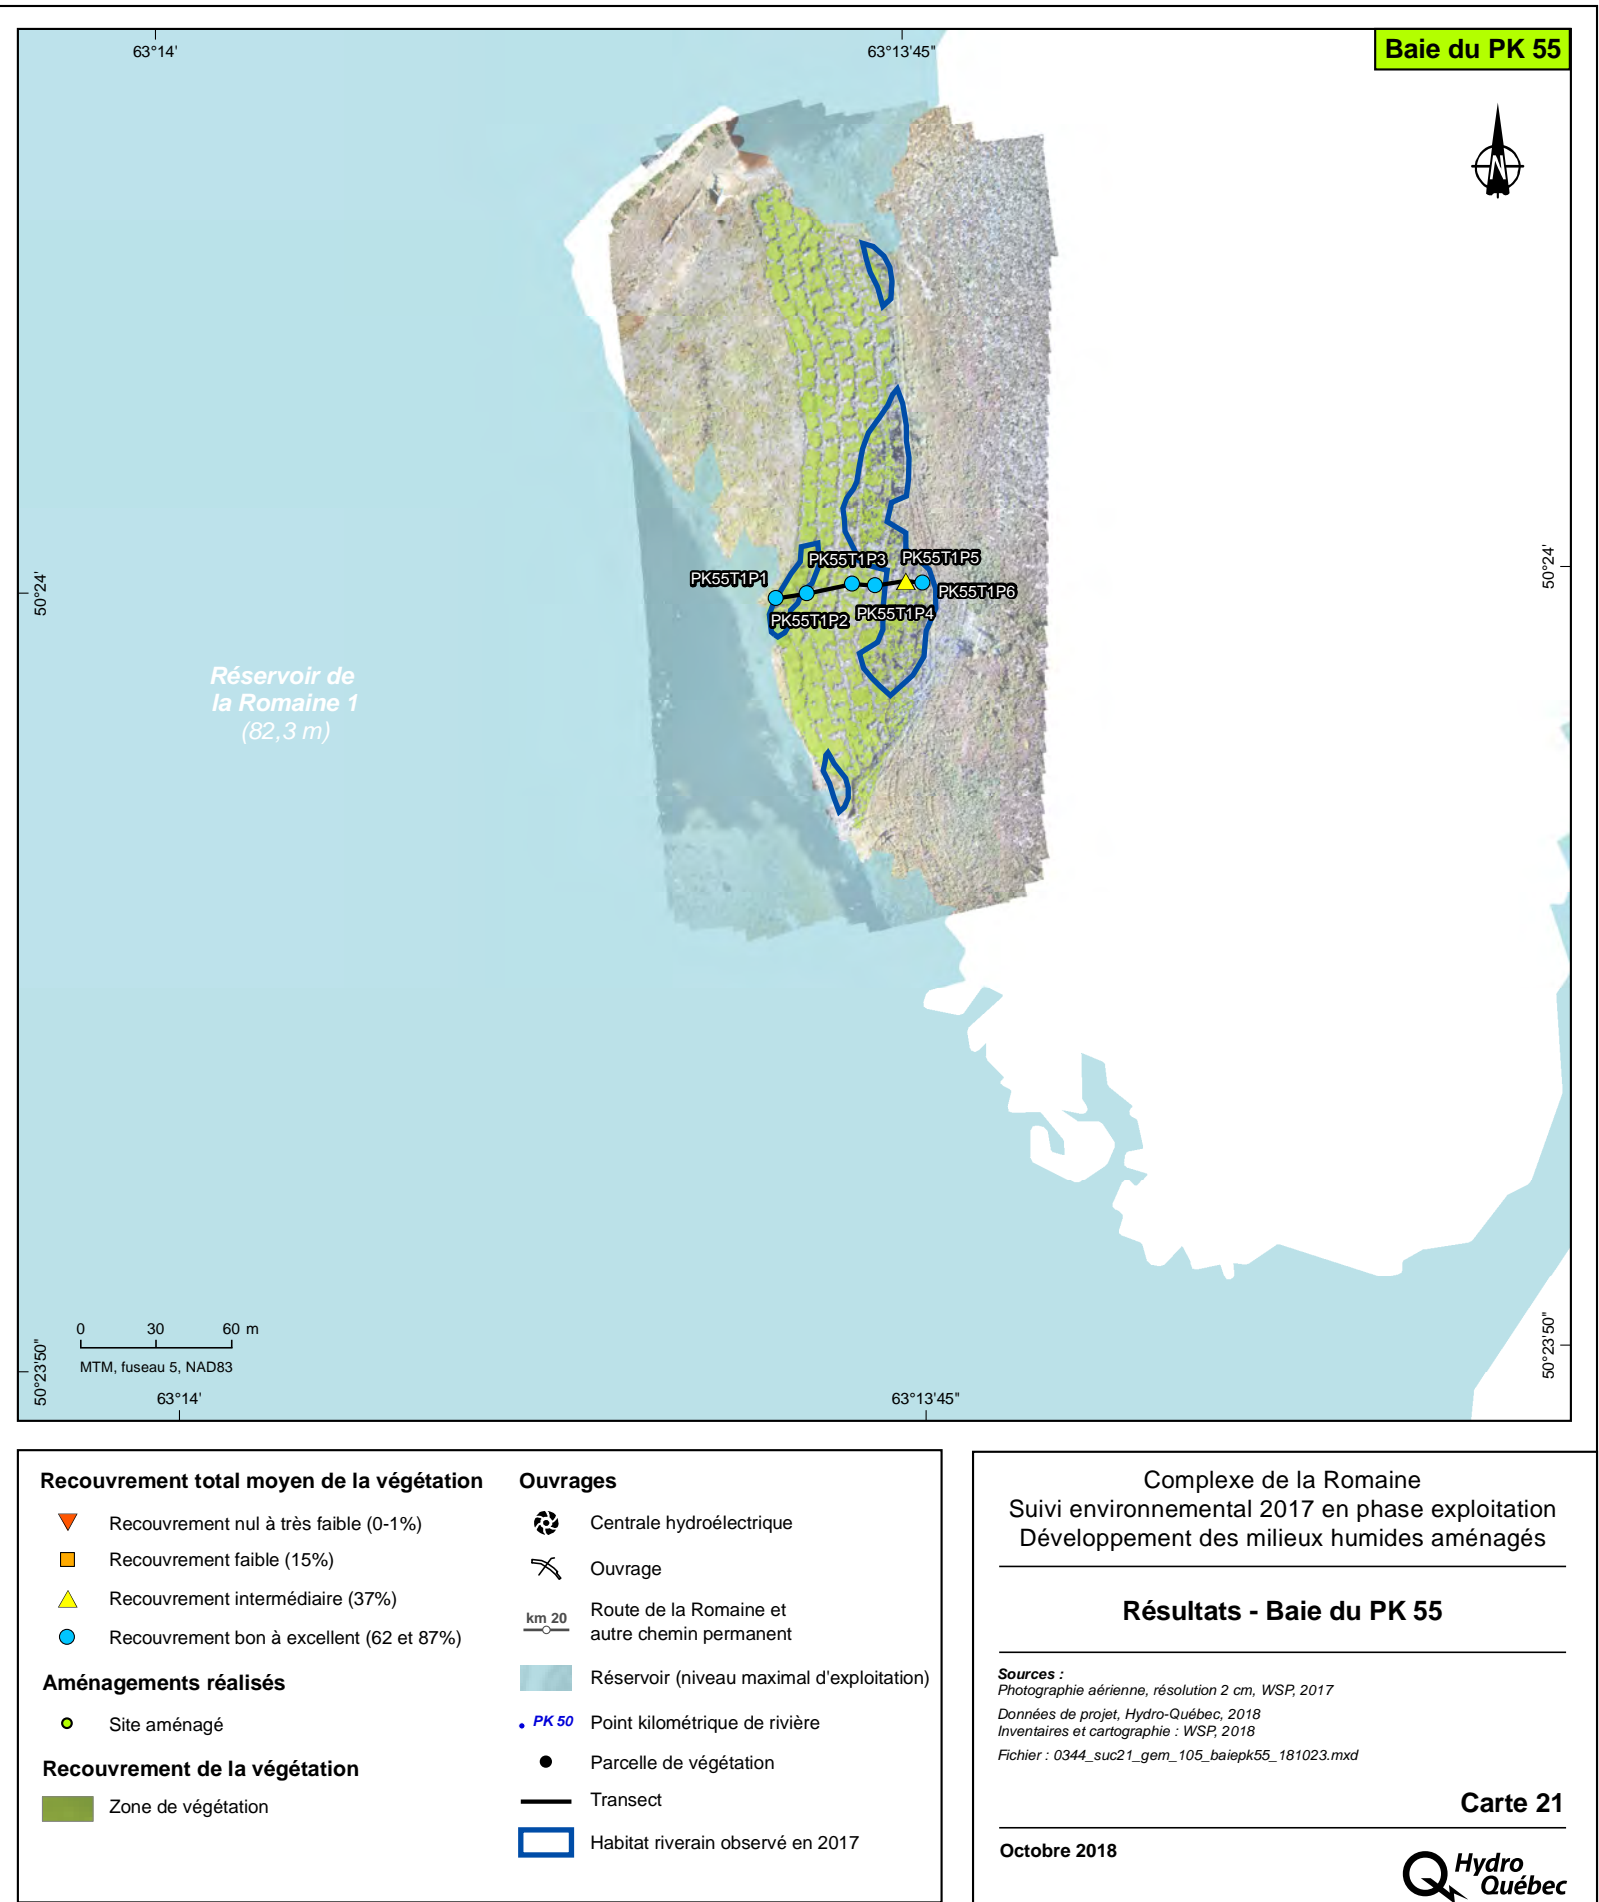 63°14'
63°13'45"
Baie du PK 55
N
50°24'
50°24'
PK55T1P1
PK55T1P2
PK55T1P3
PK55T1P4
PK55T1P5
PK55T1P6
Réservoir de
la Romaine 1
(82,3 m)
0 30 60 m
MTM, fuseau 5, NAD83
50°23'50"
50°23'50"
63°14'
63°13'45"
Recouvrement total moyen de la végétation
Recouvrement nul à très faible (0-1%)
Recouvrement faible (15%)
Recouvrement intermédiaire (37%)
Recouvrement bon à excellent (62 et 87%)
Aménagements réalisés
Site aménagé
Recouvrement de la végétation
Zone de végétation
Ouvrages
Centrale hydroélectrique
Ouvrage
km 20
Route de la Romaine et
autre chemin permanent
Réservoir (niveau maximal d'exploitation)
PK 50 Point kilométrique de rivière
Parcelle de végétation
Transect
Habitat riverain observé en 2017
Complexe de la Romaine
Suivi environnemental 2017 en phase exploitation
Développement des milieux humides aménagés
Résultats - Baie du PK 55
Sources :
Photographie aérienne, résolution 2 cm, WSP, 2017
Données de projet, Hydro-Québec, 2018
Inventaires et cartographie : WSP, 2018
Fichier : 0344_suc21_gem_105_baiepk55_181023.mxd
Carte 21
Octobre 2018
Hydro
Québec